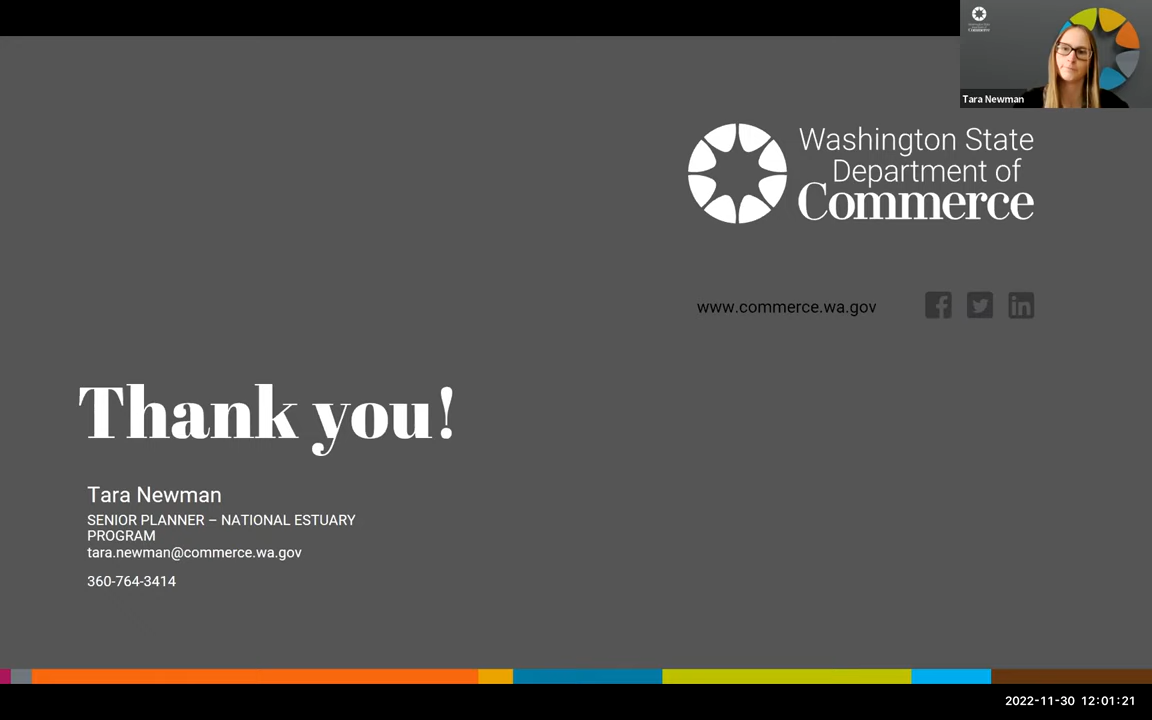 Tara Newman
Washington State
Department of
Commerce
www.commerce.wa.gov
Thank you!
Tara Newman
SENIOR PLANNER – NATIONAL ESTUARY
PROGRAM
tara.newman@commerce.wa.gov
360-764-3414
2022-11-30 12:01:21